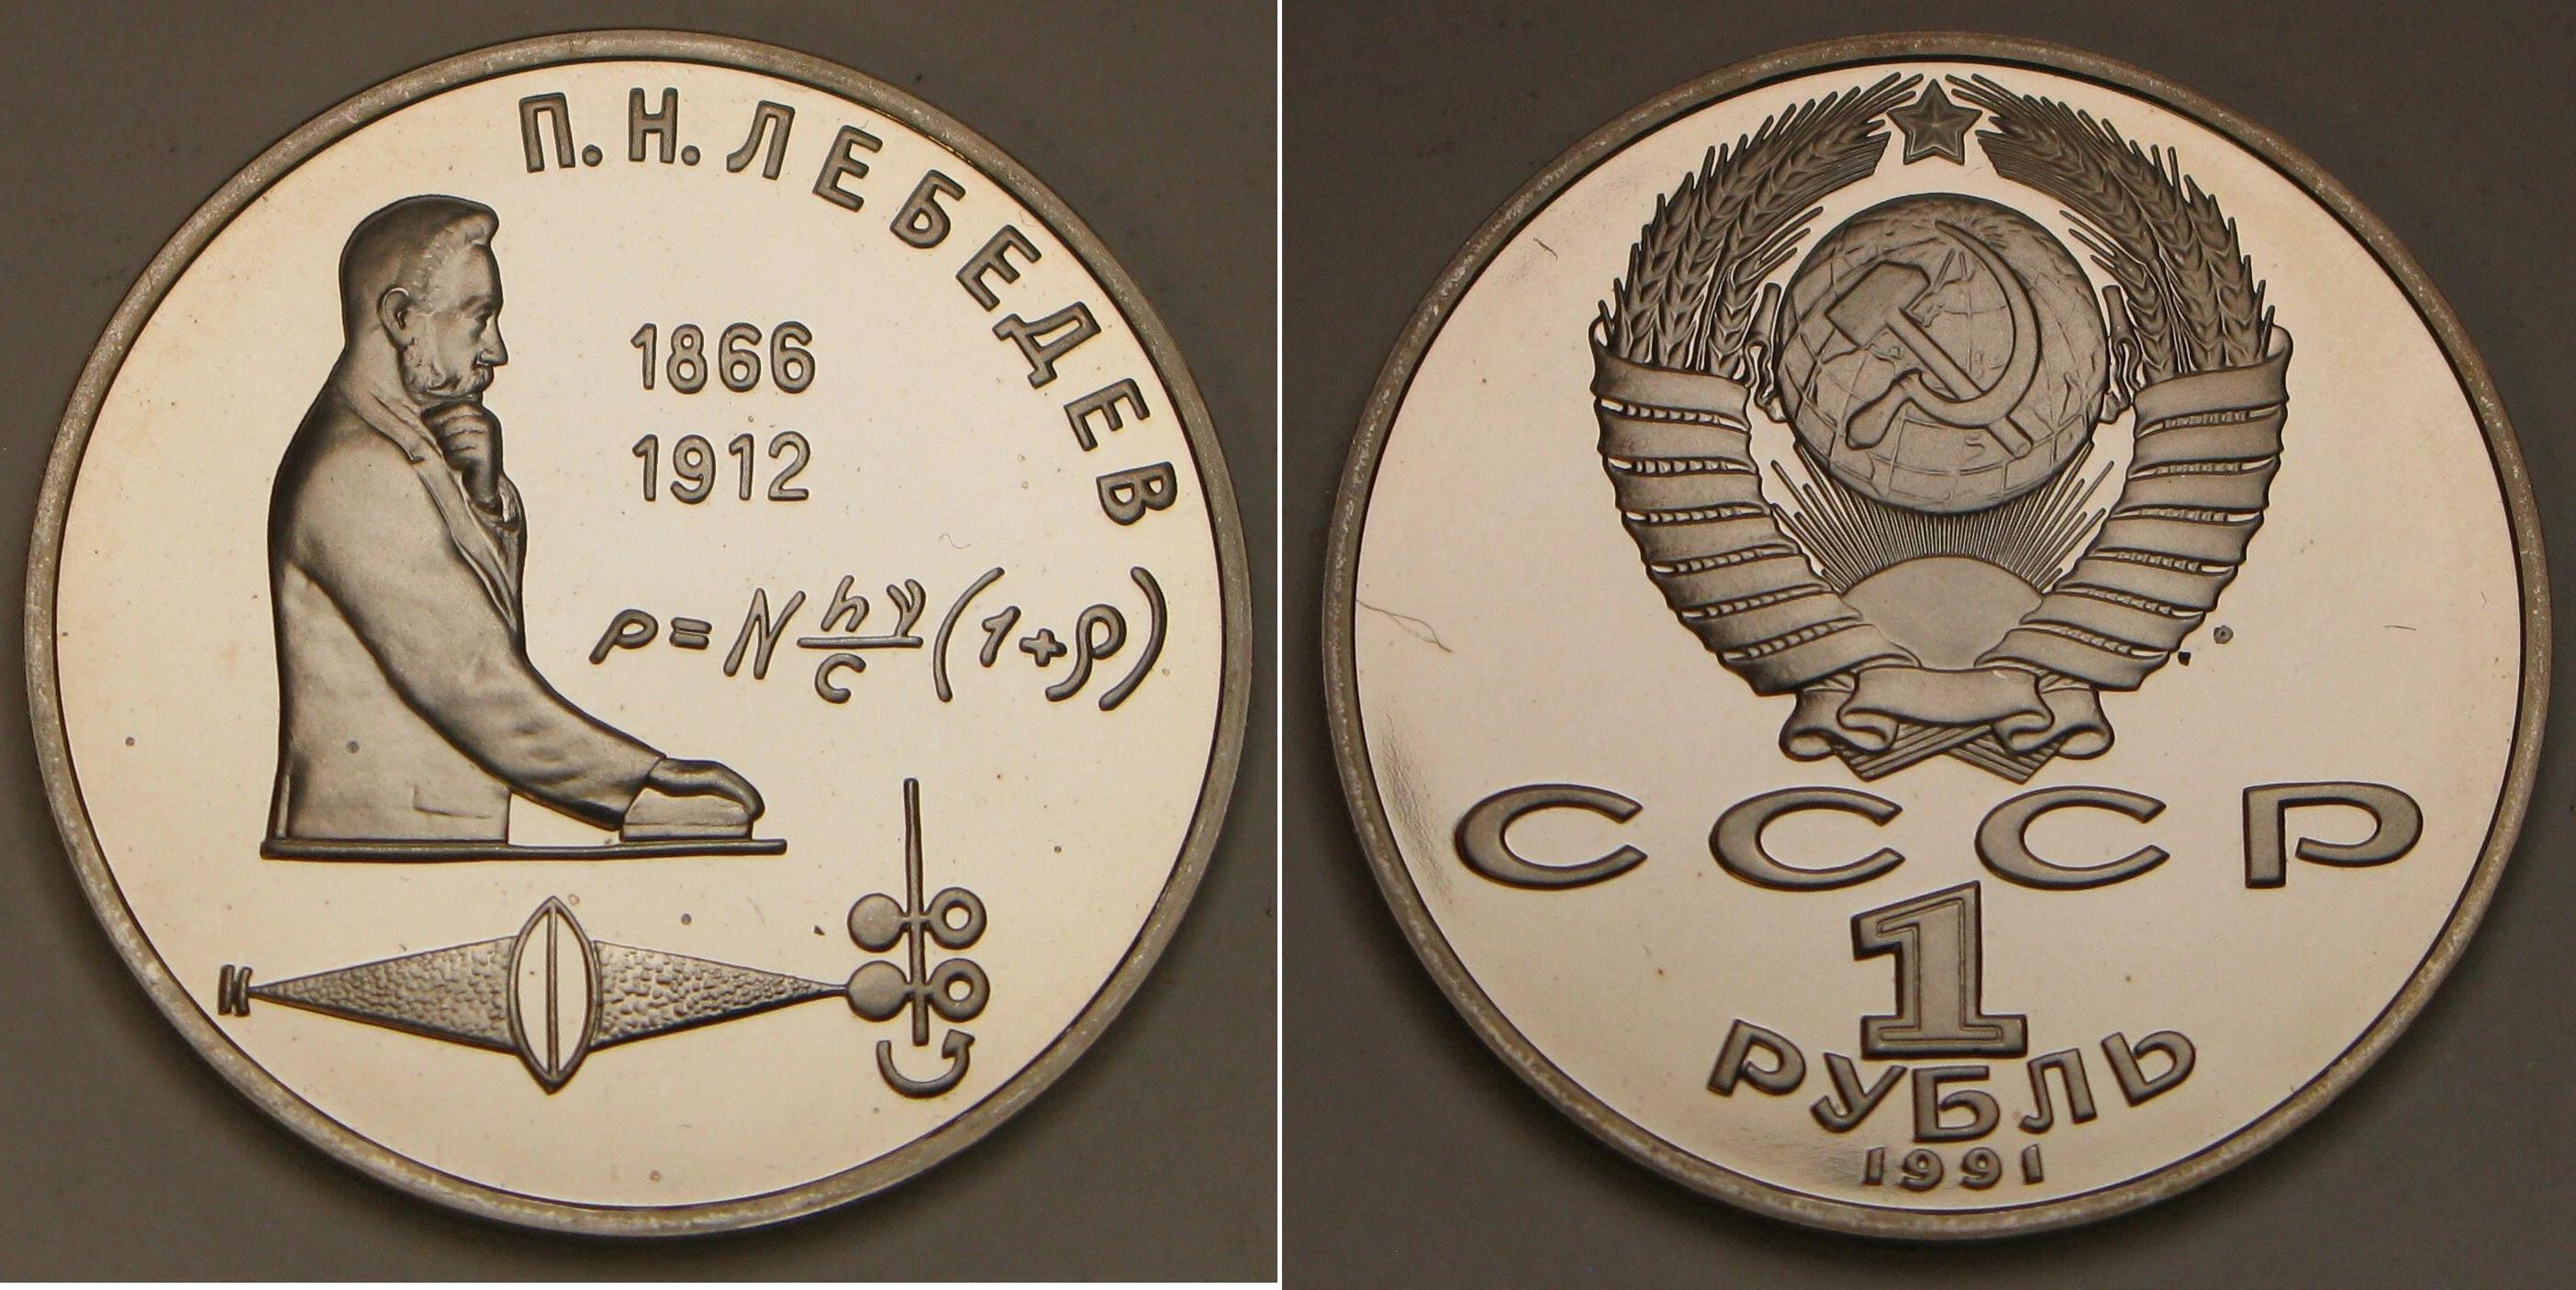 П. Н. ЛЕБЕДЕВ
1866
1912
p=N hν/c (1+ρ)
И
СССР
1
РУБЛЬ
1991